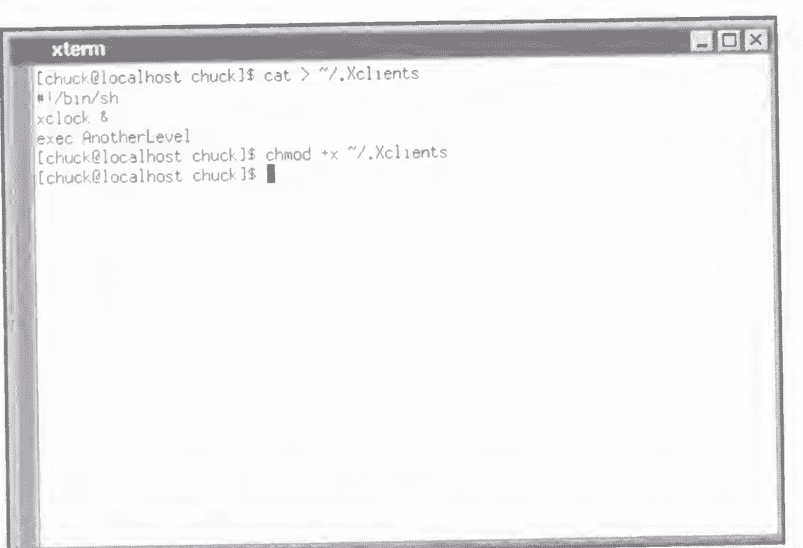 xterm
[chuck@localhost chuck]$ cat > ~/.Xclients
#!/bin/sh
xclock &
exec AnotherLevel
[chuck@localhost chuck]$ chmod +x ~/.Xclients
[chuck@localhost chuck]$